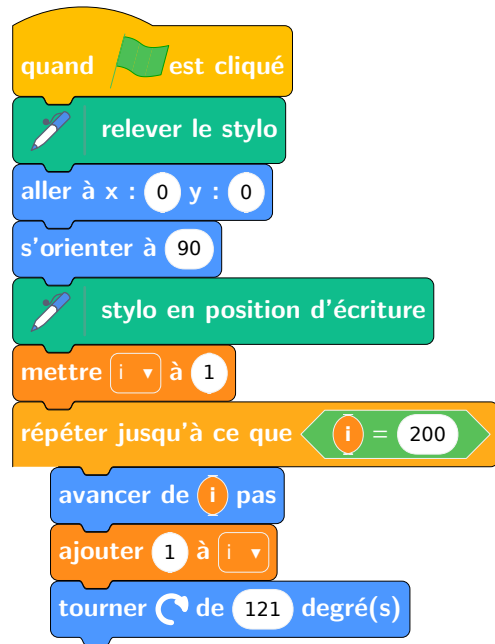 quand est cliqué
relever le stylo
aller à x : 0 y : 0
s'orienter à 90
stylo en position d'écriture
mettre i à 1
répéter jusqu'à ce que i = 200
avancer de i pas
ajouter 1 à i
tourner de 121 degré(s)